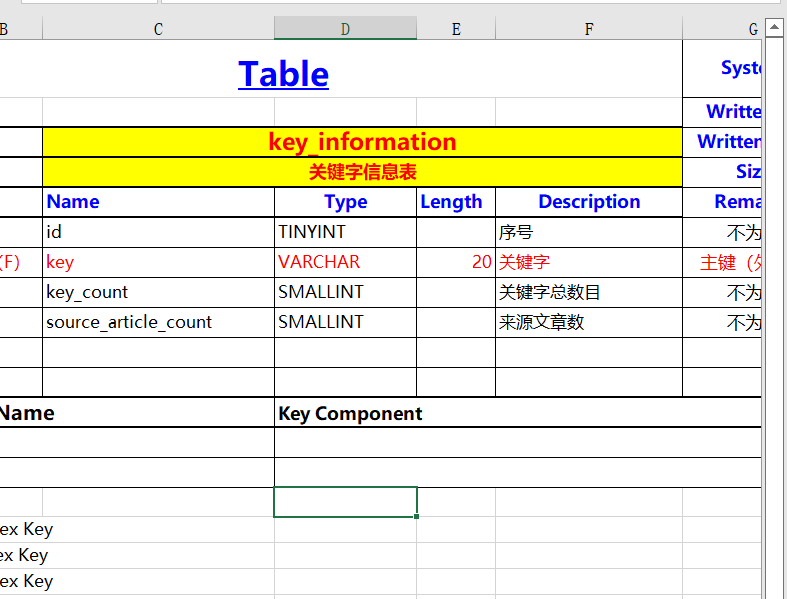 B C D E F G
Table Syste
Writte
key_information Written
关键字信息表 Siz
Name Type Length Description Rema
id TINYINT 序号 不为
(F) key VARCHAR 20 关键字 主键（外
key_count SMALLINT 关键字总数目 不为
source_article_count SMALLINT 来源文章数 不为
Name Key Component
ex Key
ex Key
ex Key